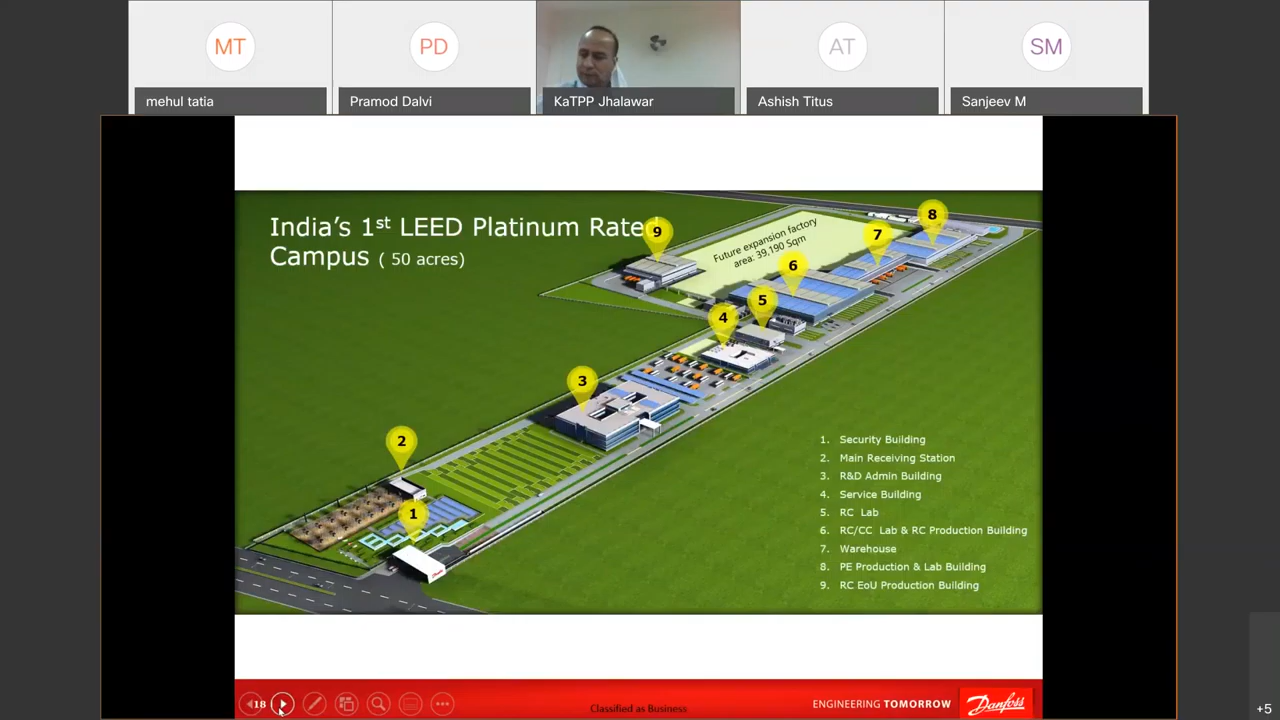 MT
PD
AT
SM
mehul tatia
Pramod Dalvi
KaTPP Jhalawar
Ashish Titus
Sanjeev M
India's 1st LEED Platinum Rated
Campus ( 50 acres)
Future expansion factory
area: 39,190 Sqm
9
8
7
6
5
4
3
2
1
1. Security Building
2. Main Receiving Station
3. R&D Admin Building
4. Service Building
5. RC Lab
6. RC/CC Lab & RC Production Building
7. Warehouse
8. PE Production & Lab Building
9. RC EoU Production Building
18
Classified as Business
ENGINEERING TOMORROW
Danfoss
+5